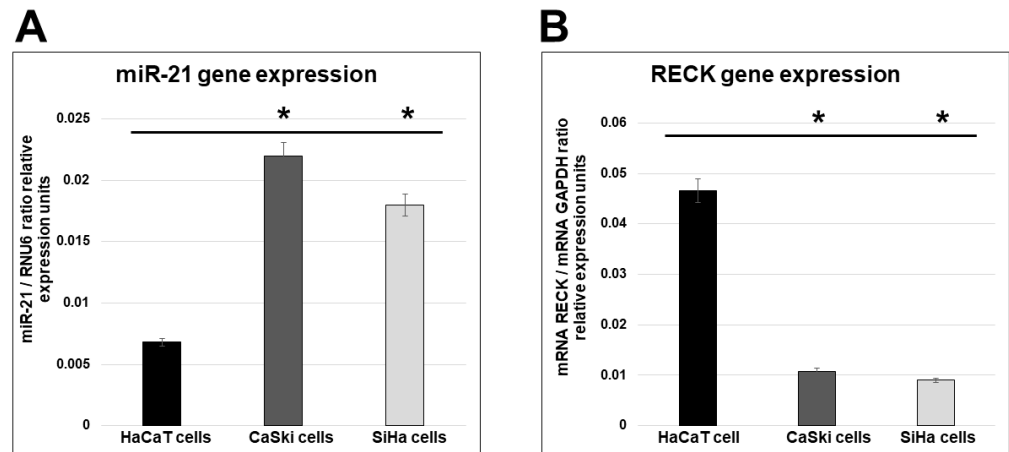 A
miR-21 gene expression
miR-21 / RNU6 ratio relative
expression units
0.025
0.02
0.015
0.01
0.005
0
*
*
HaCaT cells
CaSki cells
SiHa cells
B
RECK gene expression
mRNA RECK / mRNA GAPDH ratio
relative expression units
0.06
0.05
0.04
0.03
0.02
0.01
0
*
*
HaCaT cell
CaSki cells
SiHa cells